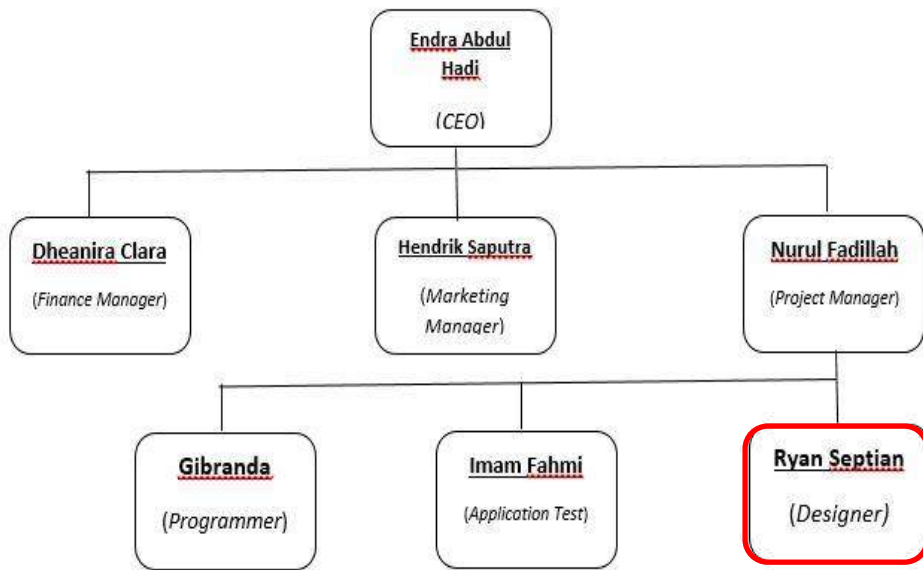 Endra Abdul
Hadi
(CEO)
Dheanira Clara
(Finance Manager)
Hendrik Saputra
(Marketing
Manager)
Nurul Fadillah
(Project Manager)
Gibranda
(Programmer)
Imam Fahmi
(Application Test)
Ryan Septian
(Designer)